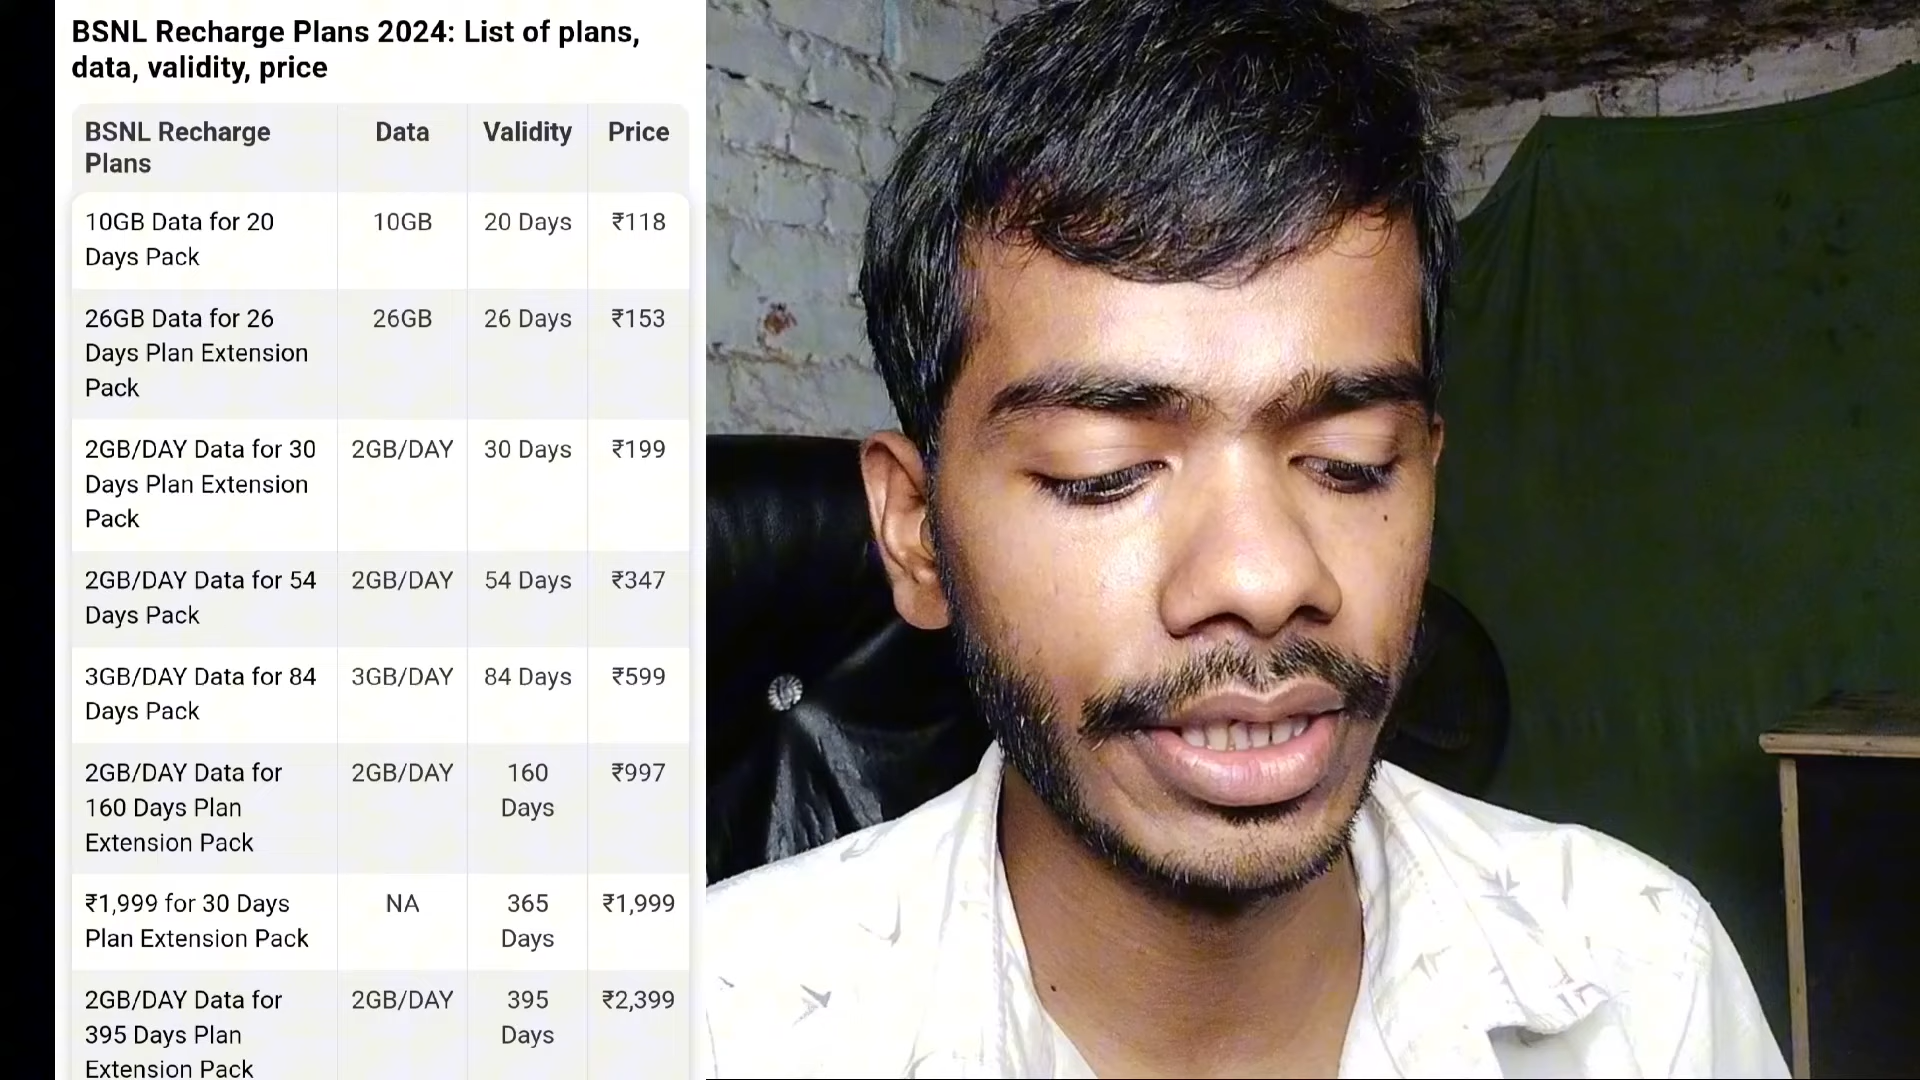 BSNL Recharge Plans 2024: List of plans,
data, validity, price
BSNL Recharge Plans Data Validity Price
10GB Data for 20 10GB 20 Days ₹118
Days Pack
26GB Data for 26 26GB 26 Days ₹153
Days Plan Extension
Pack
2GB/DAY Data for 30 2GB/DAY 30 Days ₹199
Days Plan Extension
Pack
2GB/DAY Data for 54 2GB/DAY 54 Days ₹347
Days Pack
3GB/DAY Data for 84 3GB/DAY 84 Days ₹599
Days Pack
2GB/DAY Data for 2GB/DAY 160 ₹997
160 Days Plan Days
Extension Pack
₹1,999 for 30 Days NA 365 ₹1,999
Plan Extension Pack Days
2GB/DAY Data for 2GB/DAY 395 ₹2,399
395 Days Plan Days
Extension Pack